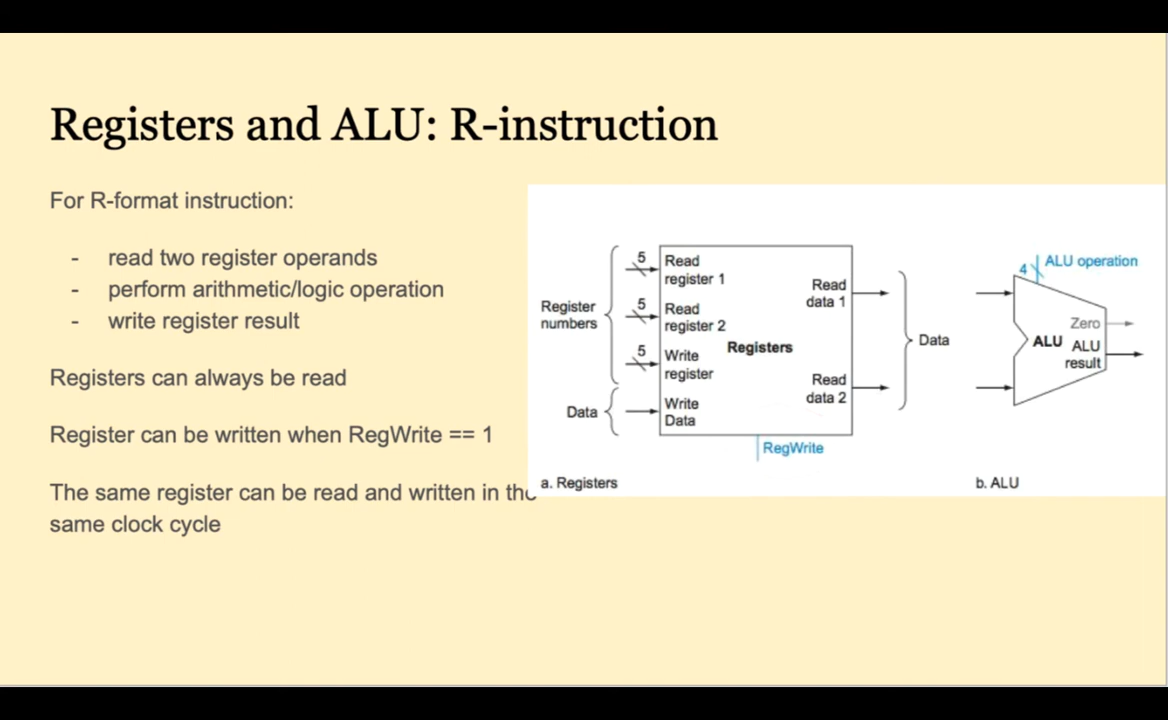 Registers and ALU: R-instruction
For R-format instruction:
- read two register operands
- perform arithmetic/logic operation
- write register result
Registers can always be read
Register can be written when RegWrite == 1
The same register can be read and written in the
same clock cycle
Register
numbers
Data
5
5
5
Read
register 1
Read
register 2
Write
register
Write
Data
Registers
Read
data 1
Read
data 2
RegWrite
Data
a. Registers
4
ALU operation
Zero
ALU
ALU
result
b. ALU